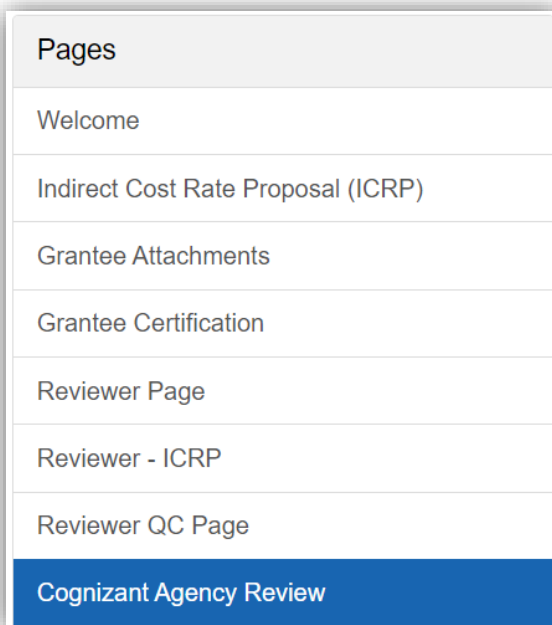 Pages
Welcome
Indirect Cost Rate Proposal (ICRP)
Grantee Attachments
Grantee Certification
Reviewer Page
Reviewer - ICRP
Reviewer QC Page
Cognizant Agency Review